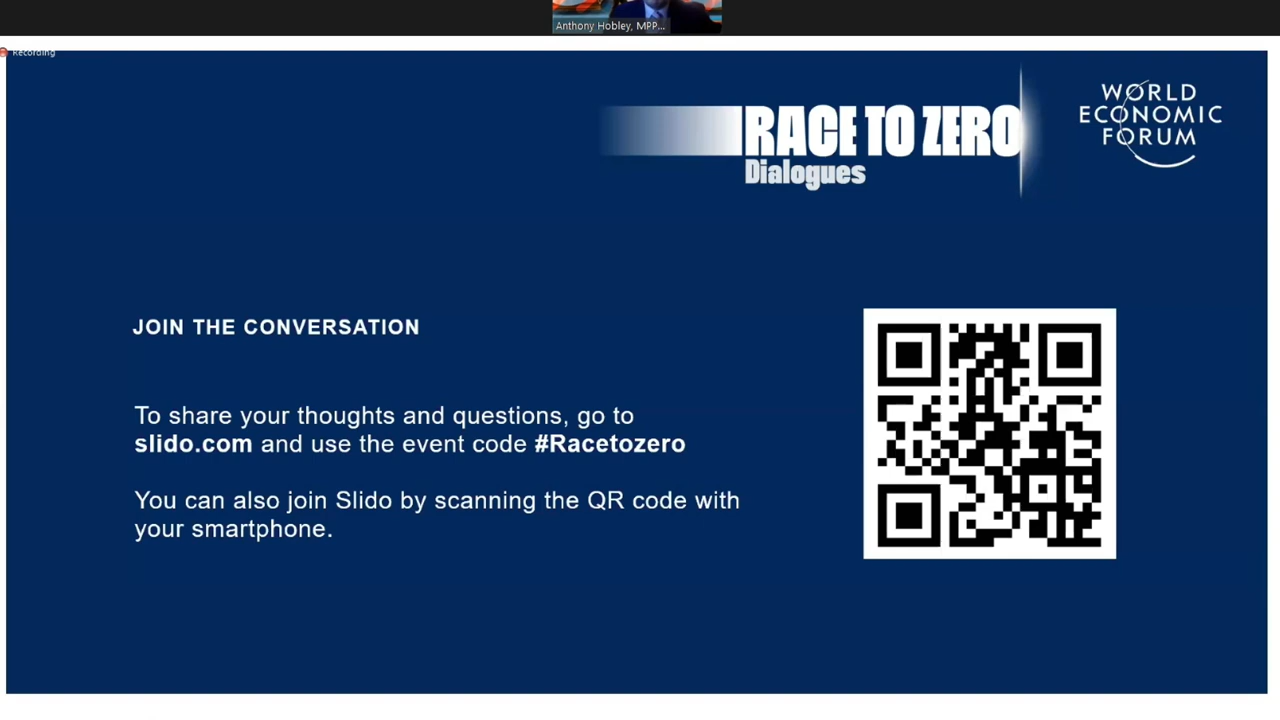 Anthony Hobley, MPP...
Recording
RACE TO ZERO
Dialogues
WORLD
ECONOMIC
FORUM
JOIN THE CONVERSATION
To share your thoughts and questions, go to
slido.com and use the event code #Racetozero
You can also join Slido by scanning the QR code with
your smartphone.